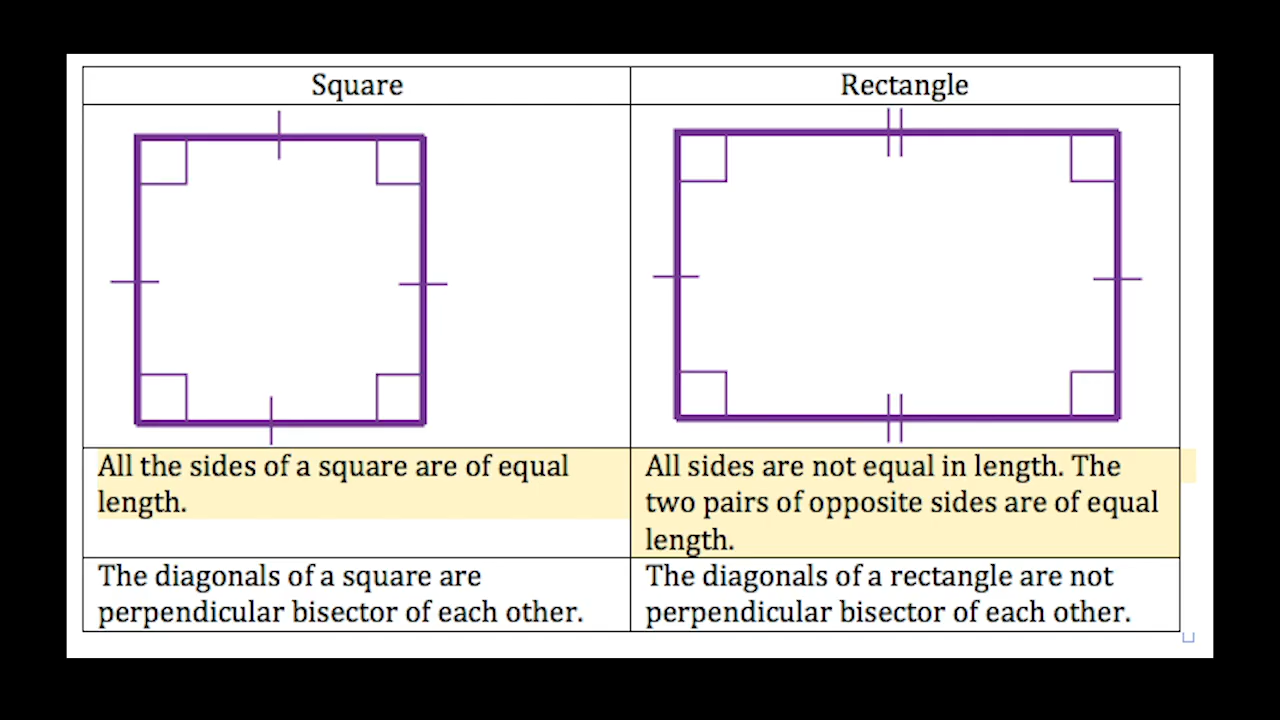 Square
Rectangle
All the sides of a square are of equal
length.
All sides are not equal in length. The
two pairs of opposite sides are of equal
length.
The diagonals of a square are
perpendicular bisector of each other.
The diagonals of a rectangle are not
perpendicular bisector of each other.